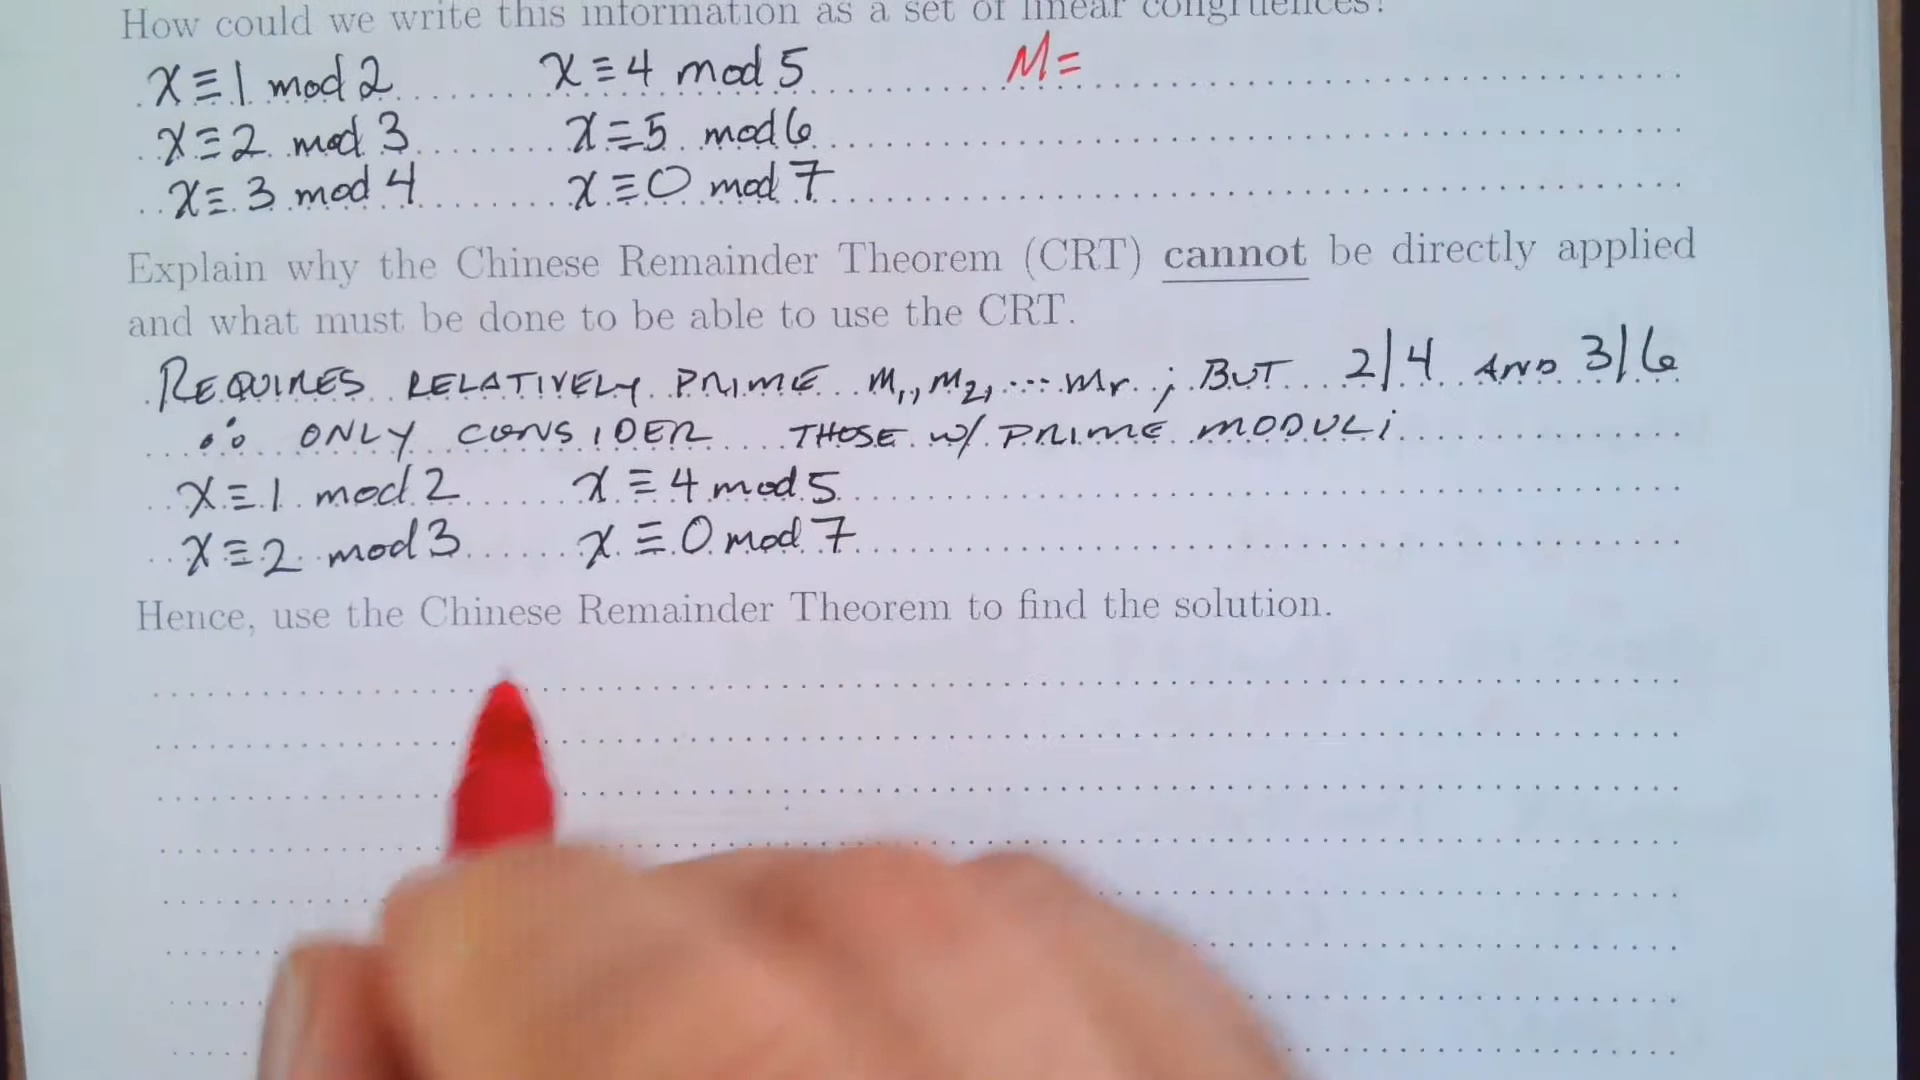 How could we write this information as a set of linear congruences?
x ≡ 1 mod 2 x ≡ 4 mod 5 M =
x ≡ 2 mod 3 x ≡ 5 mod 6
x ≡ 3 mod 4 x ≡ 0 mod 7
Explain why the Chinese Remainder Theorem (CRT) cannot be directly applied
and what must be done to be able to use the CRT.
REQUIRES RELATIVELY PRIME m₁, m₂, ... mr ; BUT 2|4 AND 3|6
∴ ONLY CONSIDER THOSE w/ PRIME MODULi
x ≡ 1 mod 2 x ≡ 4 mod 5
x ≡ 2 mod 3 x ≡ 0 mod 7
Hence, use the Chinese Remainder Theorem to find the solution.